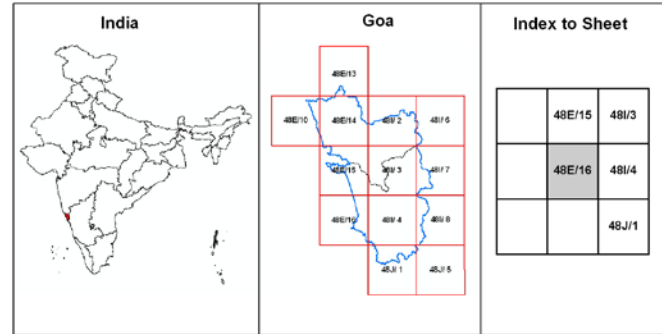 India
Goa
Index to Sheet
48E/13
48E/10
48E/14
48I/ 2
48I/ 6
48E/15
48I/ 3
48I/ 7
48E/16
48I/ 4
48I/ 8
48J/ 1
48J/ 5
48E/15
48I/3
48E/16
48I/4
48J/1